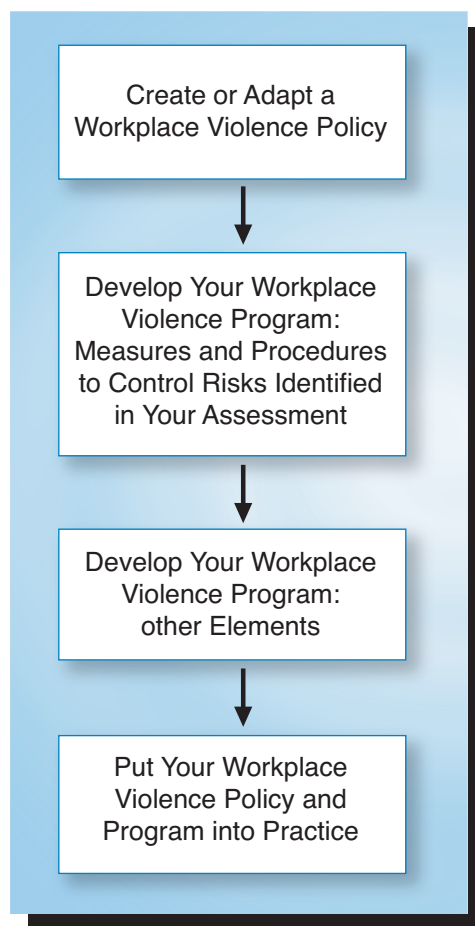 Create or Adapt a
Workplace Violence Policy
Develop Your Workplace
Violence Program:
Measures and Procedures
to Control Risks Identified
in Your Assessment
Develop Your Workplace
Violence Program:
other Elements
Put Your Workplace
Violence Policy and
Program into Practice